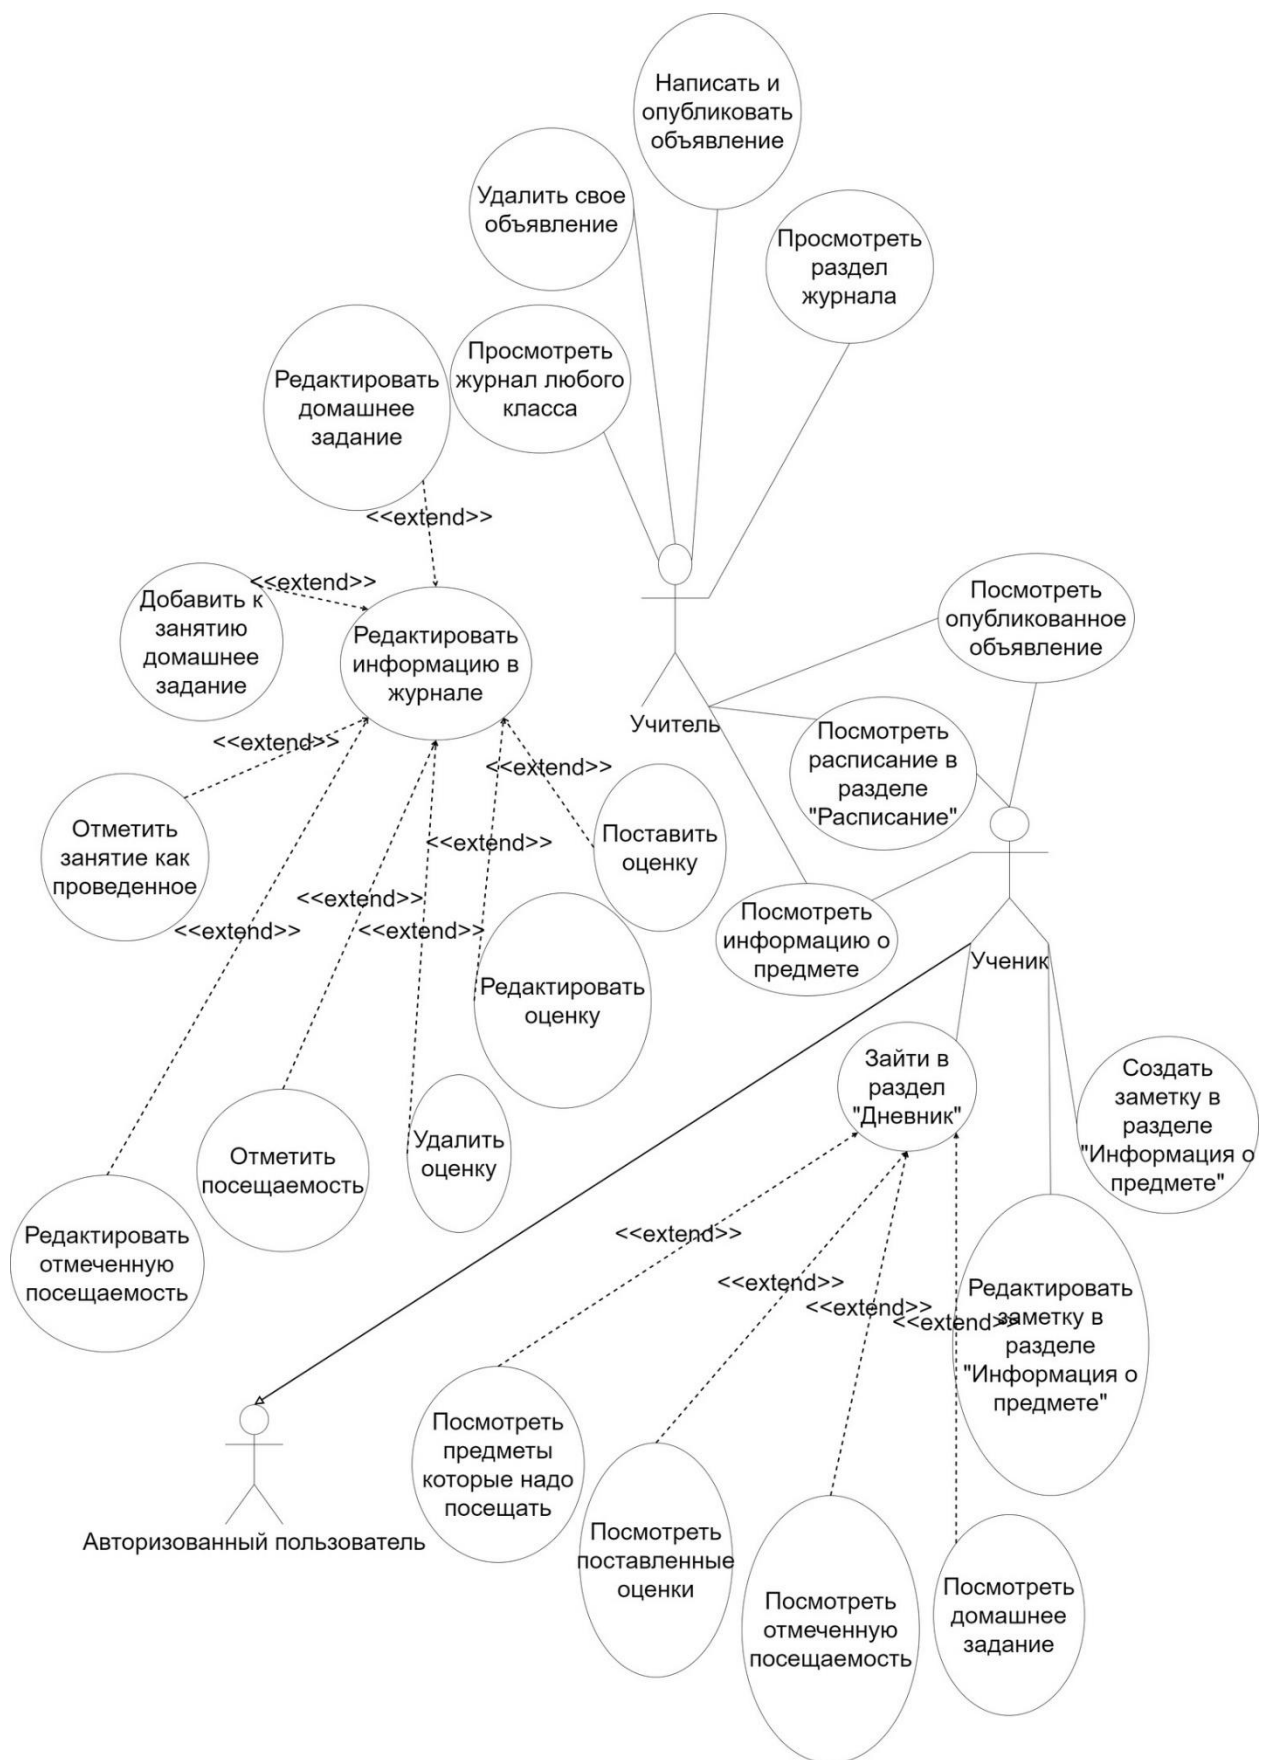 Написать и
опубликовать
объявление
Удалить свое
объявление
Просмотреть
раздел
журнала
Просмотреть
журнал любого
класса
Редактировать
домашнее
задание
<<extend>>
<<extend>>
Добавить к
занятию
домашнее
задание
Редактировать
информацию в
журнале
Посмотреть
опубликованное
объявление
Учитель
<<extend>>
Посмотреть
расписание в
разделе
"Расписание"
<<extend>>
Отметить
занятие как
проведенное
<<extend>>
Поставить
оценку
<<extend>>
<<extend>>
<<extend>>
Посмотреть
информацию о
предмете
Ученик
Редактировать
оценку
Зайти в
раздел
"Дневник"
Создать
заметку в
разделе
"Информация о
предмете"
Удалить
оценку
Отметить
посещаемость
Редактировать
отмеченную
посещаемость
<<extend>>
<<extend>>
<<extend>>
<<extend>>
Редактировать
заметку в
разделе
"Информация о
предмете"
Посмотреть
предметы
которые надо
посещать
Авторизованный пользователь
Посмотреть
поставленные
оценки
Посмотреть
отмеченную
посещаемость
Посмотреть
домашнее
задание